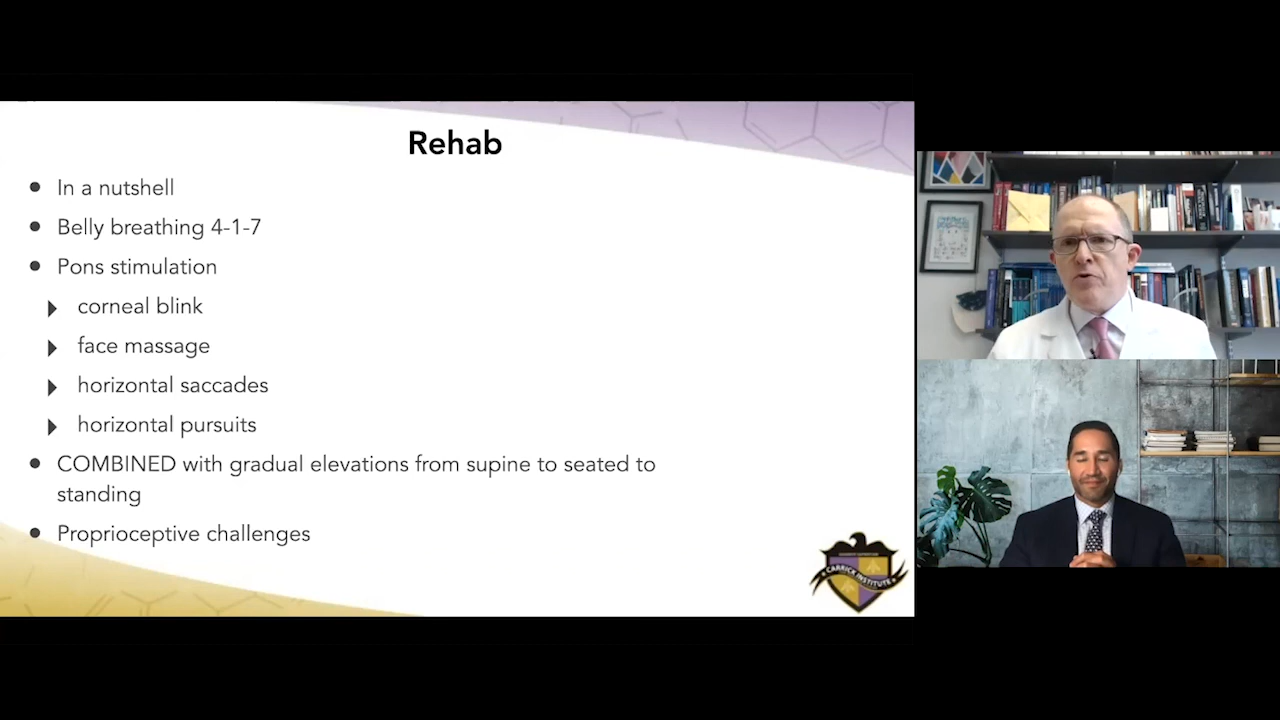 Rehab
In a nutshell
Belly breathing 4-1-7
Pons stimulation
corneal blink
face massage
horizontal saccades
horizontal pursuits
COMBINED with gradual elevations from supine to seated to
standing
Proprioceptive challenges
CARRICK INSTITUTE